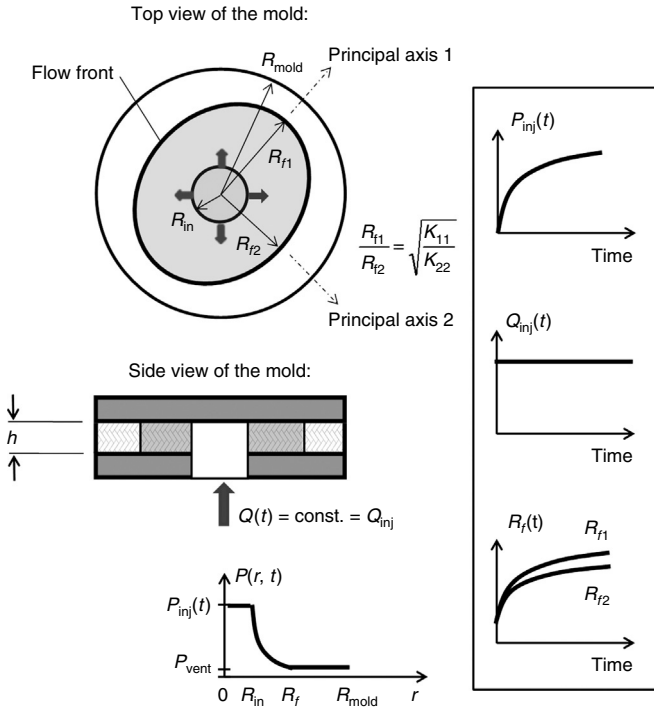 Top view of the mold:
R_mold
Principal axis 1
Flow front
R_f1
R_in
R_f2
R_f1 / R_f2 = √(K_11 / K_22)
Principal axis 2
Side view of the mold:
h
Q(t) = const. = Q_inj
P(r, t)
P_inj(t)
P_vent
0 R_in R_f R_mold r
P_inj(t)
Time
Q_inj(t)
Time
R_f(t)
R_f1
R_f2
Time